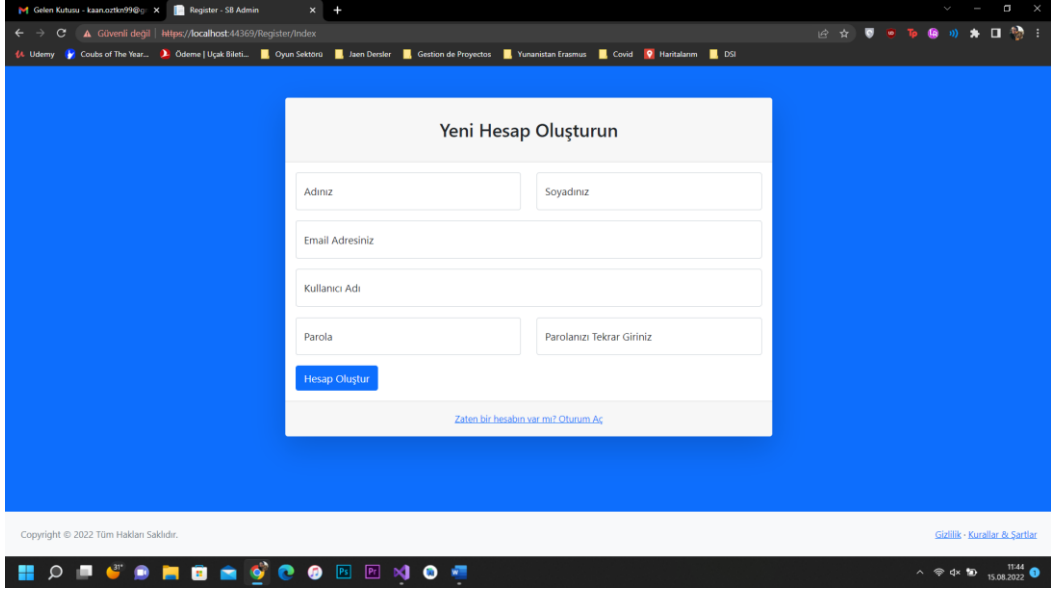 Gelen Kutusu - kaan.oztkn99@g
Register - SB Admin
Güvenli değil | https://localhost:44369/Register/Index
Udemy
Coubs of The Year...
Ödeme | Uçak Bileti...
Oyun Sektörü
Jaen Dersler
Gestion de Proyectos
Yunanistan Erasmus
Covid
Haritalarım
DSI
Yeni Hesap Oluşturun
Adınız
Soyadınız
Email Adresiniz
Kullanıcı Adı
Parola
Parolanızı Tekrar Giriniz
Hesap Oluştur
Zaten bir hesabın var mı? Oturum Aç
Copyright © 2022 Tüm Hakları Saklıdır.
Gizlilik · Kurallar & Şartlar
31°
Ps
Pr
11:44
15.08.2022